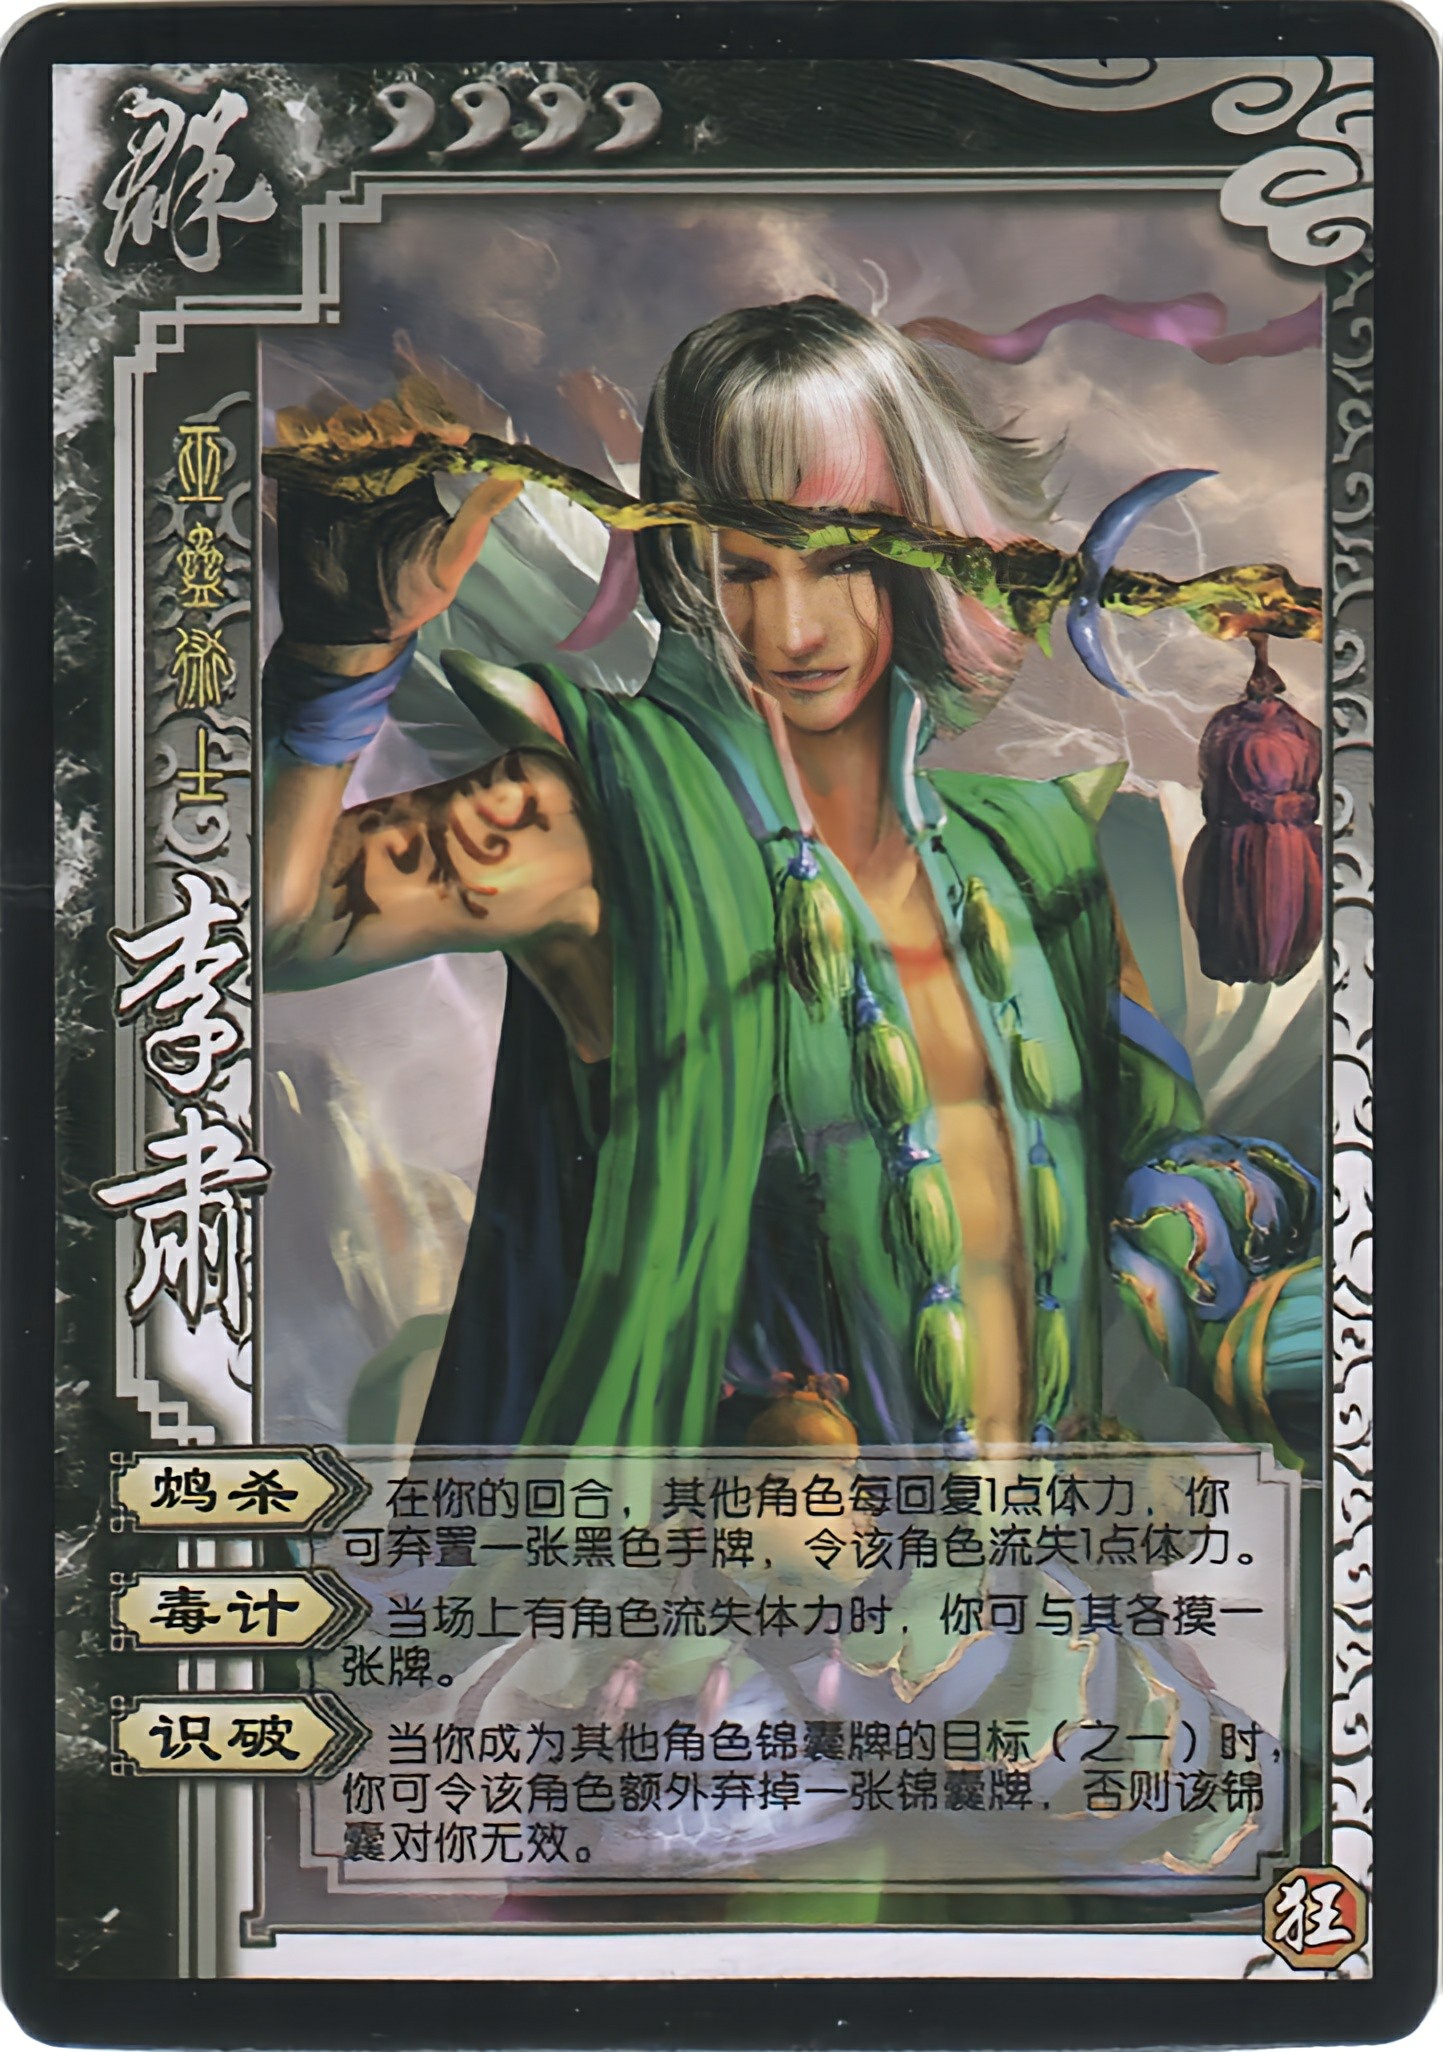 群
巫蠱術士
李肃
鸩杀
在你的回合，其他角色每回复1点体力，你
可弃置一张黑色手牌，令该角色流失1点体力。
毒计
当场上有角色流失体力时，你可与其各摸一
张牌。
识破
当你成为其他角色锦囊牌的目标（之一）时，
你可令该角色额外弃掉一张锦囊牌，否则该锦
囊对你无效。
狂